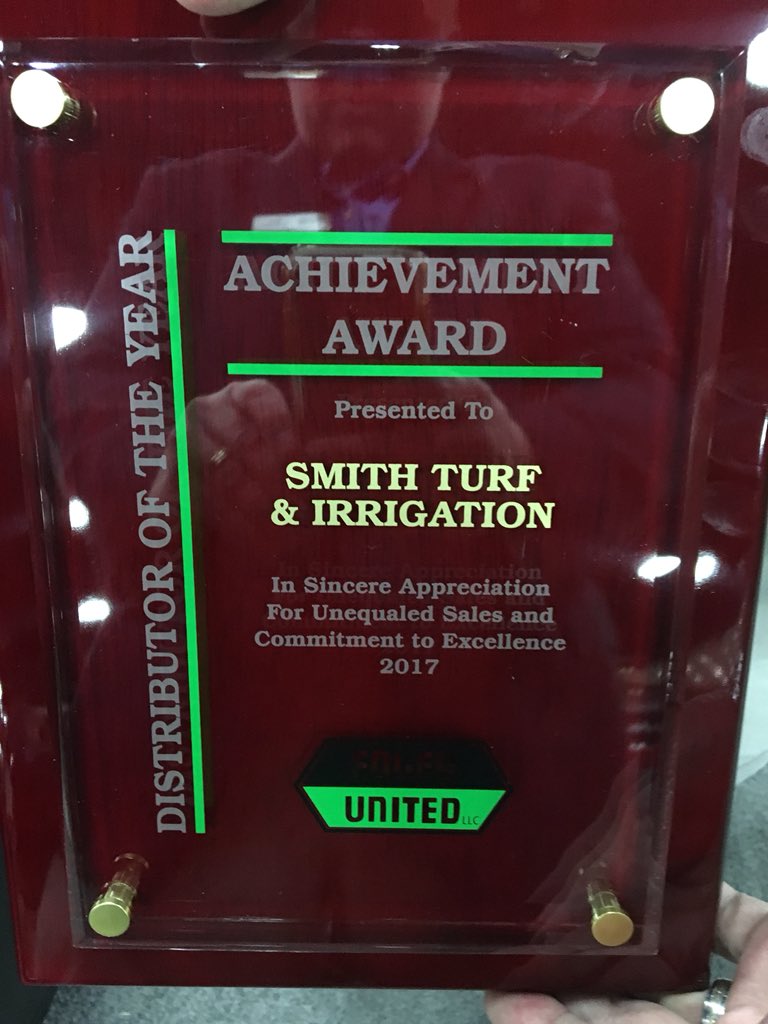 DISTRIBUTOR OF THE YEAR
ACHIEVEMENT
AWARD
Presented To
SMITH TURF
& IRRIGATION
In Sincere Appreciation
For Unequaled Sales and
Commitment to Excellence
2017
UNITED LLC